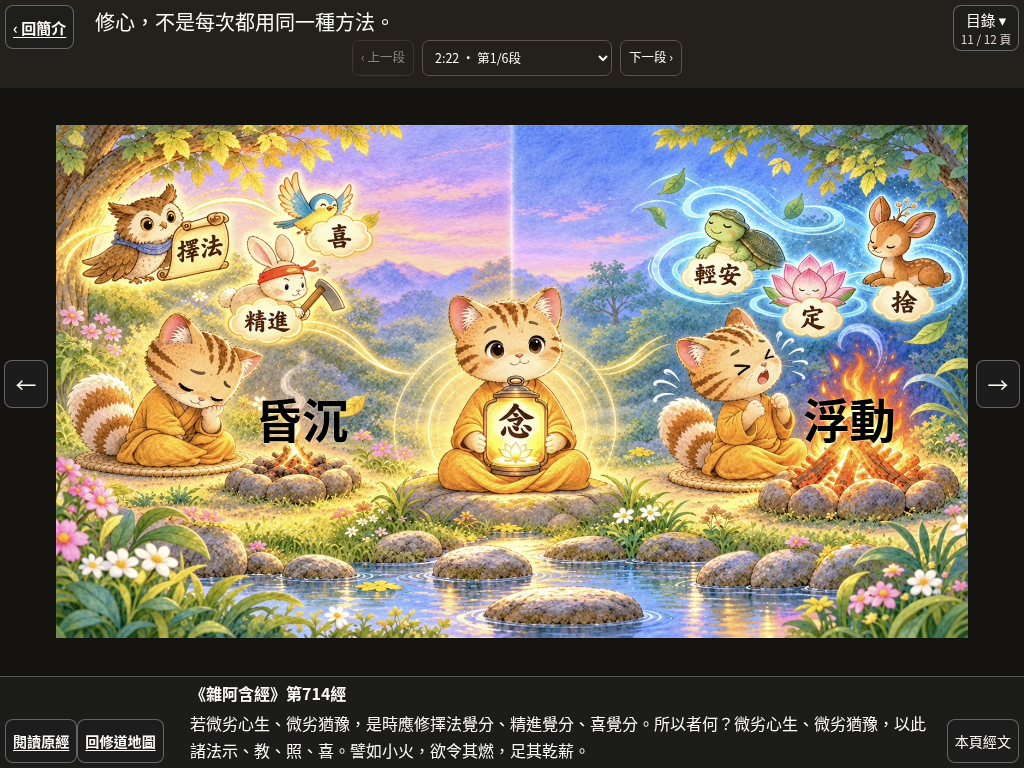 ‹ 回簡介
修心，不是每次都用同一種方法。
目錄 ▾
11 / 12 頁
‹ 上一段
2:22 · 第1/6段
下一段 ›
擇法
喜
精進
輕安
定
捨
昏沉
念
浮動
←
→
《雜阿含經》第714經
若微劣心生、微劣猶豫，是時應修擇法覺分、精進覺分、喜覺分。所以者何？微劣心生、微劣猶豫，以此
諸法示、教、照、喜。譬如小火，欲令其燃，足其乾薪。
閱讀原經
回修道地圖
本頁經文